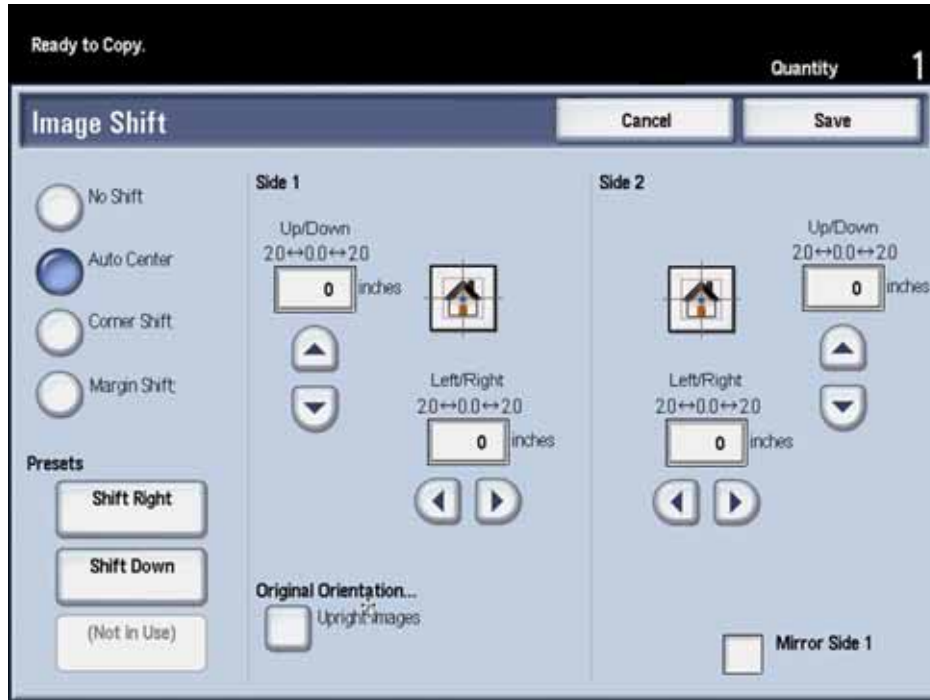 Ready to Copy.
Quantity 1
Image Shift
Cancel
Save
No Shift
Auto Center
Corner Shift
Margin Shift
Presets
Shift Right
Shift Down
(Not In Use)
Side 1
Up/Down
2.0↔0.0↔2.0
0 inches
Left/Right
2.0↔0.0↔2.0
0 inches
Original Orientation...
Upright Images
Side 2
Up/Down
2.0↔0.0↔2.0
0 inches
Left/Right
2.0↔0.0↔2.0
0 inches
Mirror Side 1